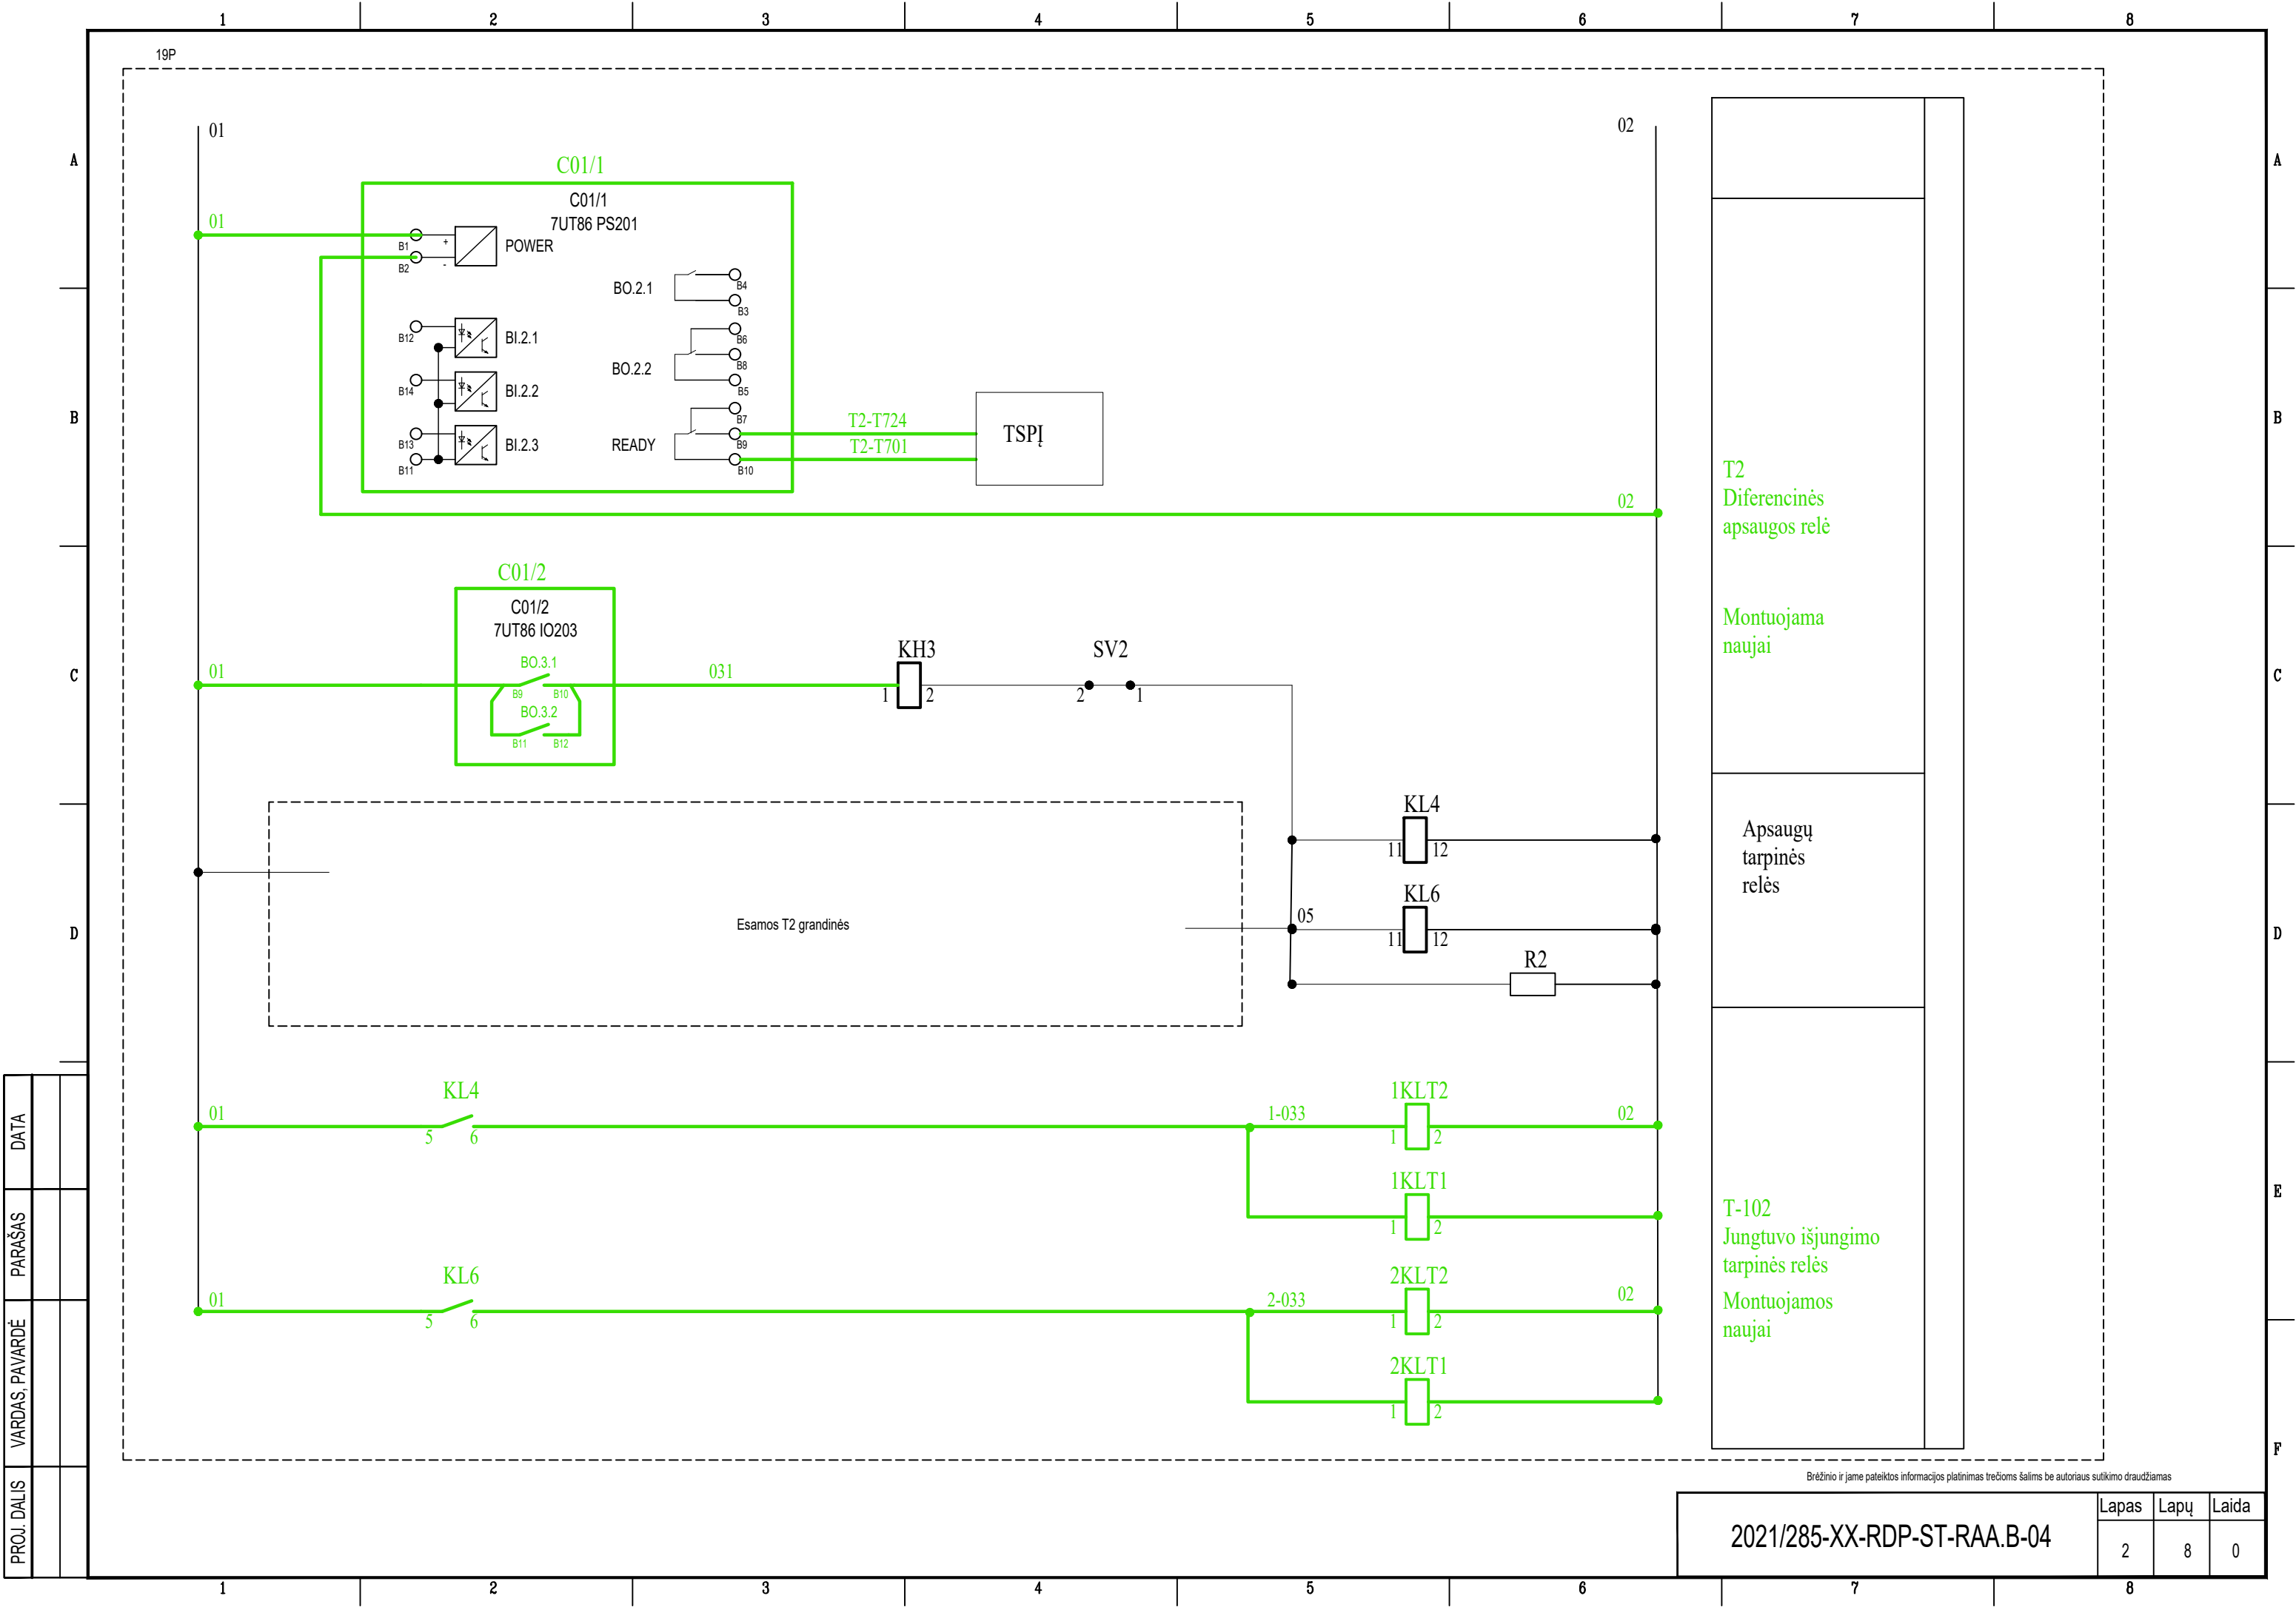 1 2 3 4 5 6 7 8
19P
01
02
A
A
C01/1
C01/1
7UT86 PS201
01
B1
+
POWER
B2
-
BO.2.1
B4
B3
B12
BI.2.1
B6
BO.2.2
B8
B14
BI.2.2
B5
B
B
B7
T2-T724
B13
BI.2.3
READY
B9
TSPĮ
T2-T701
B11
B10
02
T2
Diferencinės
apsaugos relė
C01/2
C01/2
7UT86 IO203
Montuojama
naujai
C
C
01
BO.3.1
B9
B10
031
KH3
1
2
SV2
2
1
BO.3.2
B11
B12
KL4
11
12
Apsaugų
tarpinės
relės
KL6
11
12
05
D
D
Esamos T2 grandinės
R2
KL4
01
5
6
1-033
1KLT2
1
2
02
1KLT1
1
2
E
E
T-102
Jungtuvo išjungimo
tarpinės relės
Montuojamos
naujai
KL6
01
5
6
2-033
2KLT2
1
2
02
2KLT1
1
2
F
DATA
PARAŠAS
VARDAS, PAVARDĖ
PROJ. DALIS
Brėžinio ir jame pateiktos informacijos platinimas trečioms šalims be autoriaus sutikimo draudžiamas
2021/285-XX-RDP-ST-RAA.B-04
Lapas Lapų Laida
2 8 0
1 2 3 4 5 6 7 8